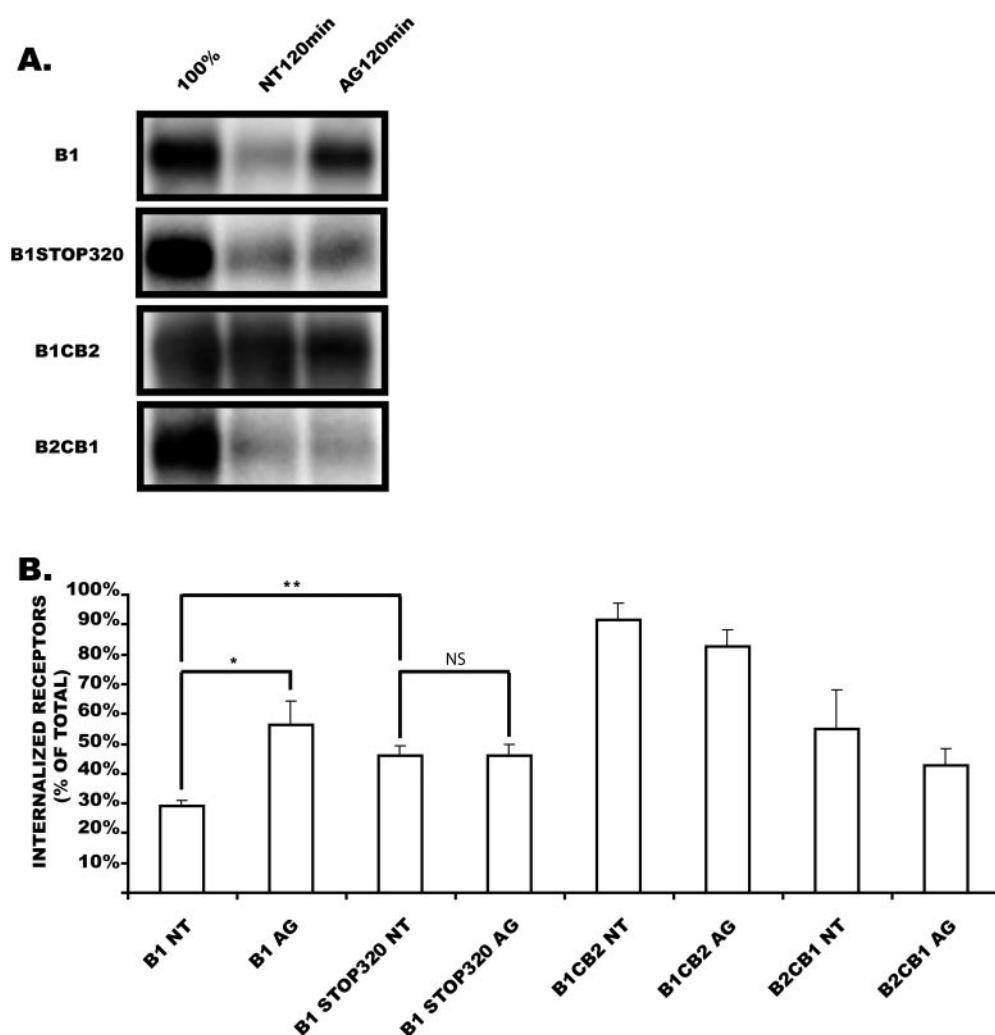 A.
100%
NT120min
AG120min
B1
B1STOP320
B1CB2
B2CB1
B.
INTERNALIZED RECEPTORS
(% OF TOTAL)
100%
90%
80%
70%
60%
50%
40%
30%
20%
10%
**
*
NS
B1 NT
B1 AG
B1 STOP320 NT
B1 STOP320 AG
B1CB2 NT
B1CB2 AG
B2CB1 NT
B2CB1 AG